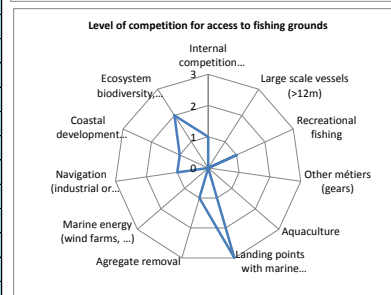 Level of competition for access to fishing grounds
Internal
competition...
Large scale vessels
(>12m)
Recreational
fishing
Other métiers
(gears)
Aquaculture
Landing points
with marine...
Agregate removal
Marine energy
(wind farms, ...)
Navigation
(industrial or...
Coastal
development...
Ecosystem
biodiversity,...
3
2
1
0